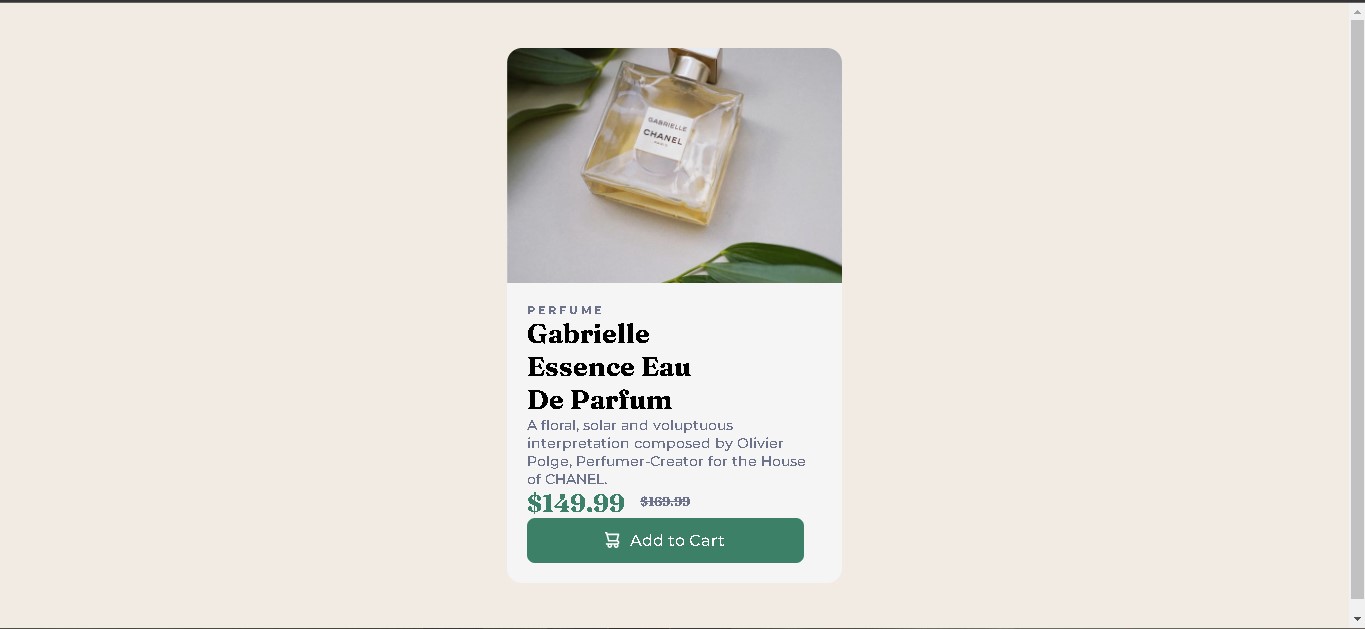 GABRIELLE
CHANEL
PARIS
PERFUME
Gabrielle
Essence Eau
De Parfum
A floral, solar and voluptuous
interpretation composed by Olivier
Polge, Perfumer-Creator for the House
of CHANEL.
$149.99 $169.99
Add to Cart